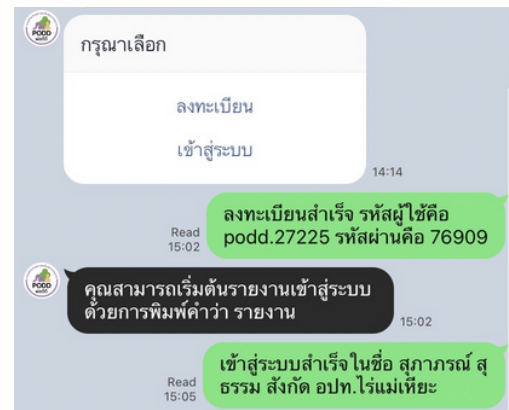 PODD
กรุณาเลือก
ลงทะเบียน
เข้าสู่ระบบ
14:14
ลงทะเบียนสำเร็จ รหัสผู้ใช้คือ
podd.27225 รหัสผ่านคือ 76909
Read
15:02
PODD
คุณสามารถเริ่มต้นรายงานเข้าสู่ระบบ
ด้วยการพิมพ์คำว่า รายงาน
15:02
เข้าสู่ระบบสำเร็จในชื่อ สุภาภรณ์ สุ
ธรรม สังกัด อปท.ไร่แม่เหียะ
Read
15:05